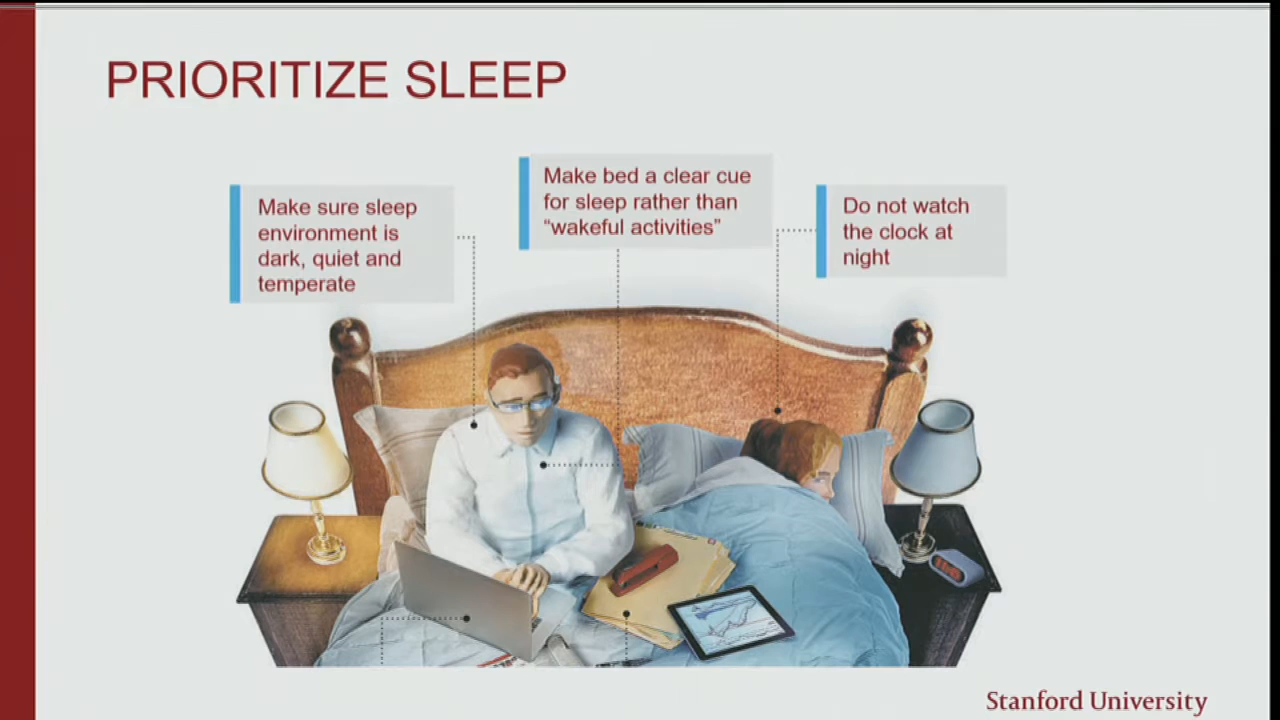 PRIORITIZE SLEEP
Make sure sleep
environment is
dark, quiet and
temperate
Make bed a clear cue
for sleep rather than
“wakeful activities”
Do not watch
the clock at
night
Stanford University